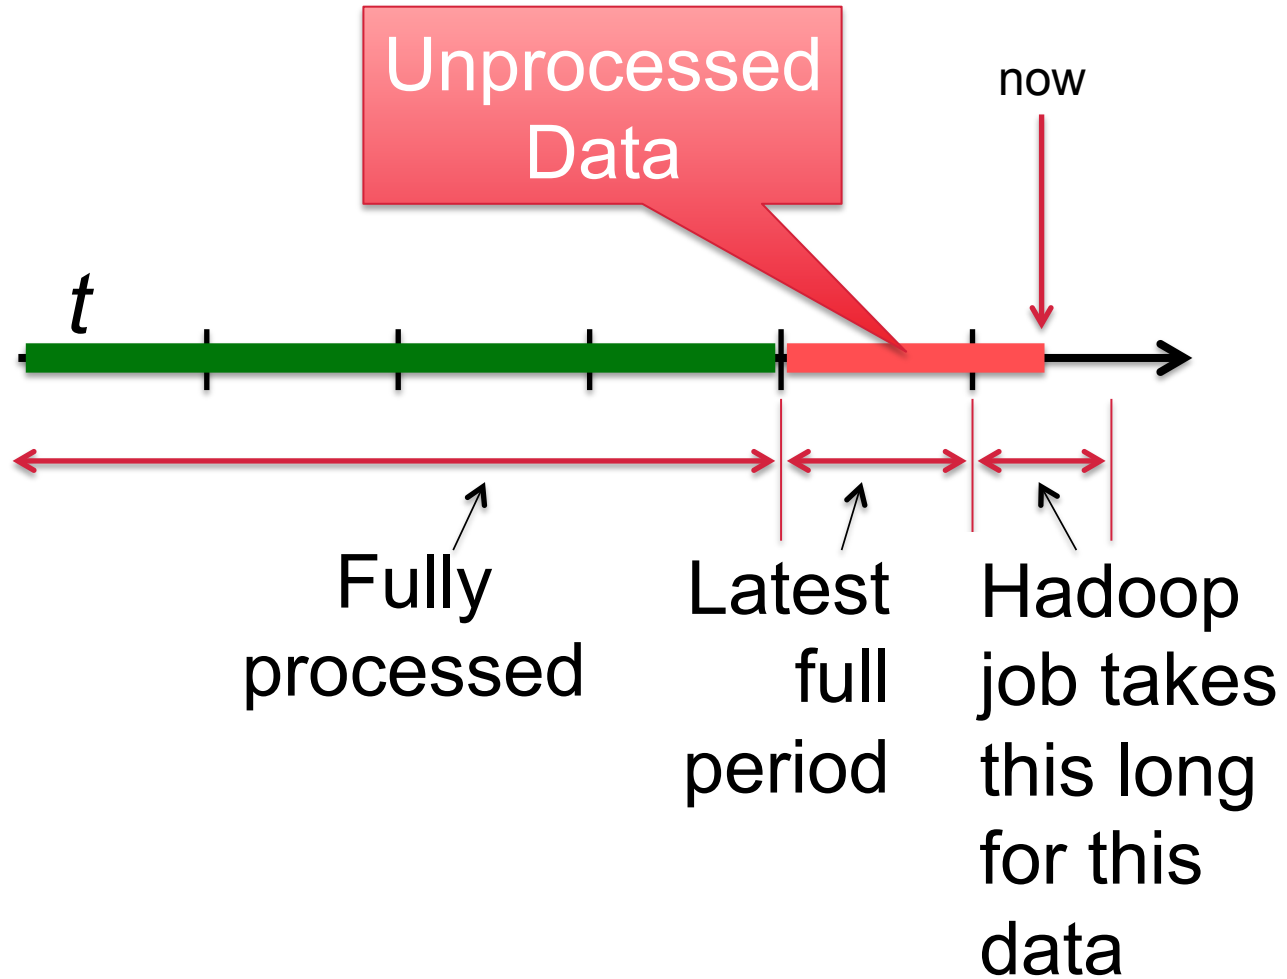 Unprocessed
Data
now
t
Fully
processed
Latest
full
period
Hadoop
job takes
this long
for this
data